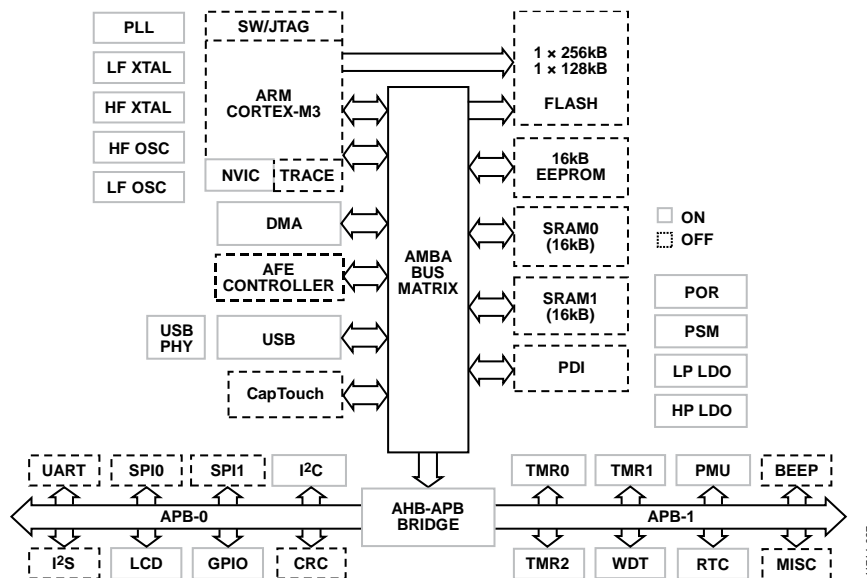 PLL
LF XTAL
HF XTAL
HF OSC
LF OSC
SW/JTAG
ARM
CORTEX-M3
NVIC
TRACE
DMA
AFE
CONTROLLER
USB
PHY
USB
CapTouch
AMBA
BUS
MATRIX
1 × 256kB
1 × 128kB
FLASH
16kB
EEPROM
SRAM0
(16kB)
SRAM1
(16kB)
PDI
ON
OFF
POR
PSM
LP LDO
HP LDO
UART
SPI0
SPI1
I²C
TMR0
TMR1
PMU
BEEP
APB-0
AHB-APB
BRIDGE
APB-1
I²S
LCD
GPIO
CRC
TMR2
WDT
RTC
MISC